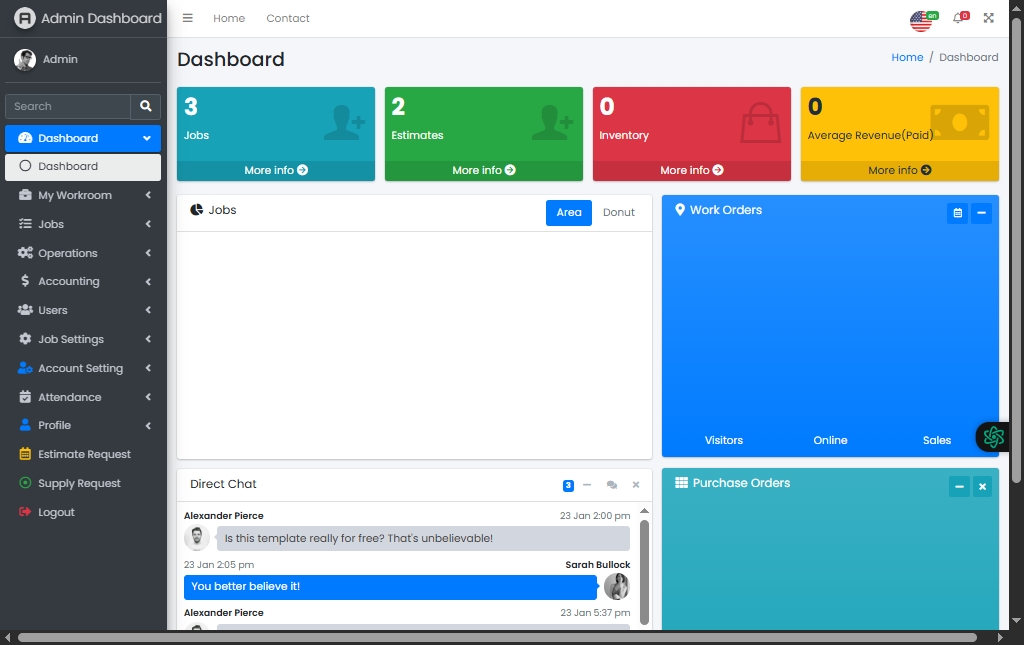 Admin Dashboard
Home
Contact
en
0
Admin
Search
Dashboard
Dashboard
My Workroom
Jobs
Operations
Accounting
Users
Job Settings
Account Setting
Attendance
Profile
Estimate Request
Supply Request
Logout
Dashboard
Home / Dashboard
3
Jobs
More info
2
Estimates
More info
0
Inventory
More info
0
Average Revenue(Paid)
More info
Jobs
Area
Donut
Work Orders
Visitors
Online
Sales
Direct Chat
3
Alexander Pierce
23 Jan 2:00 pm
Is this template really for free? That's unbelievable!
23 Jan 2:05 pm
Sarah Bullock
You better believe it!
Alexander Pierce
23 Jan 5:37 pm
Purchase Orders